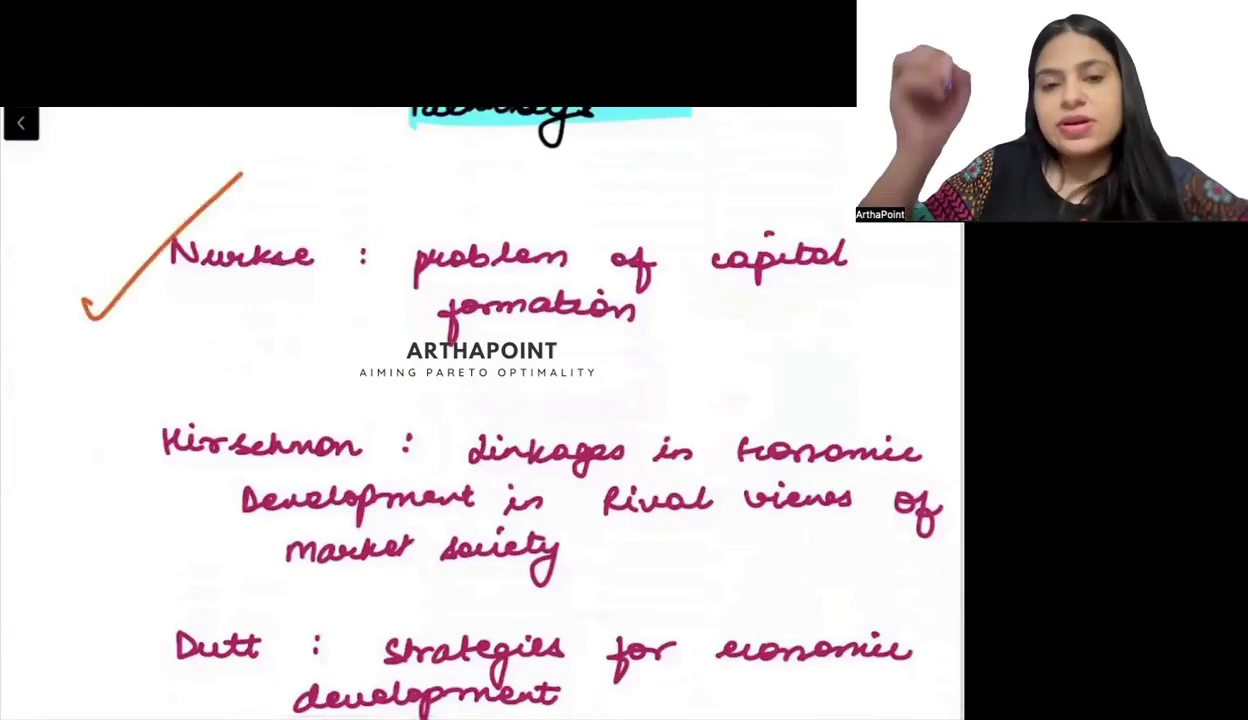 ArthaPoint
Nurkse : problem of capital
formation
ARTHAPOINT
AIMING PARETO OPTIMALITY
Hirschman : Linkages in Economic
Development in Rival views of
Market Society
Dutt : Strategies for economic
development